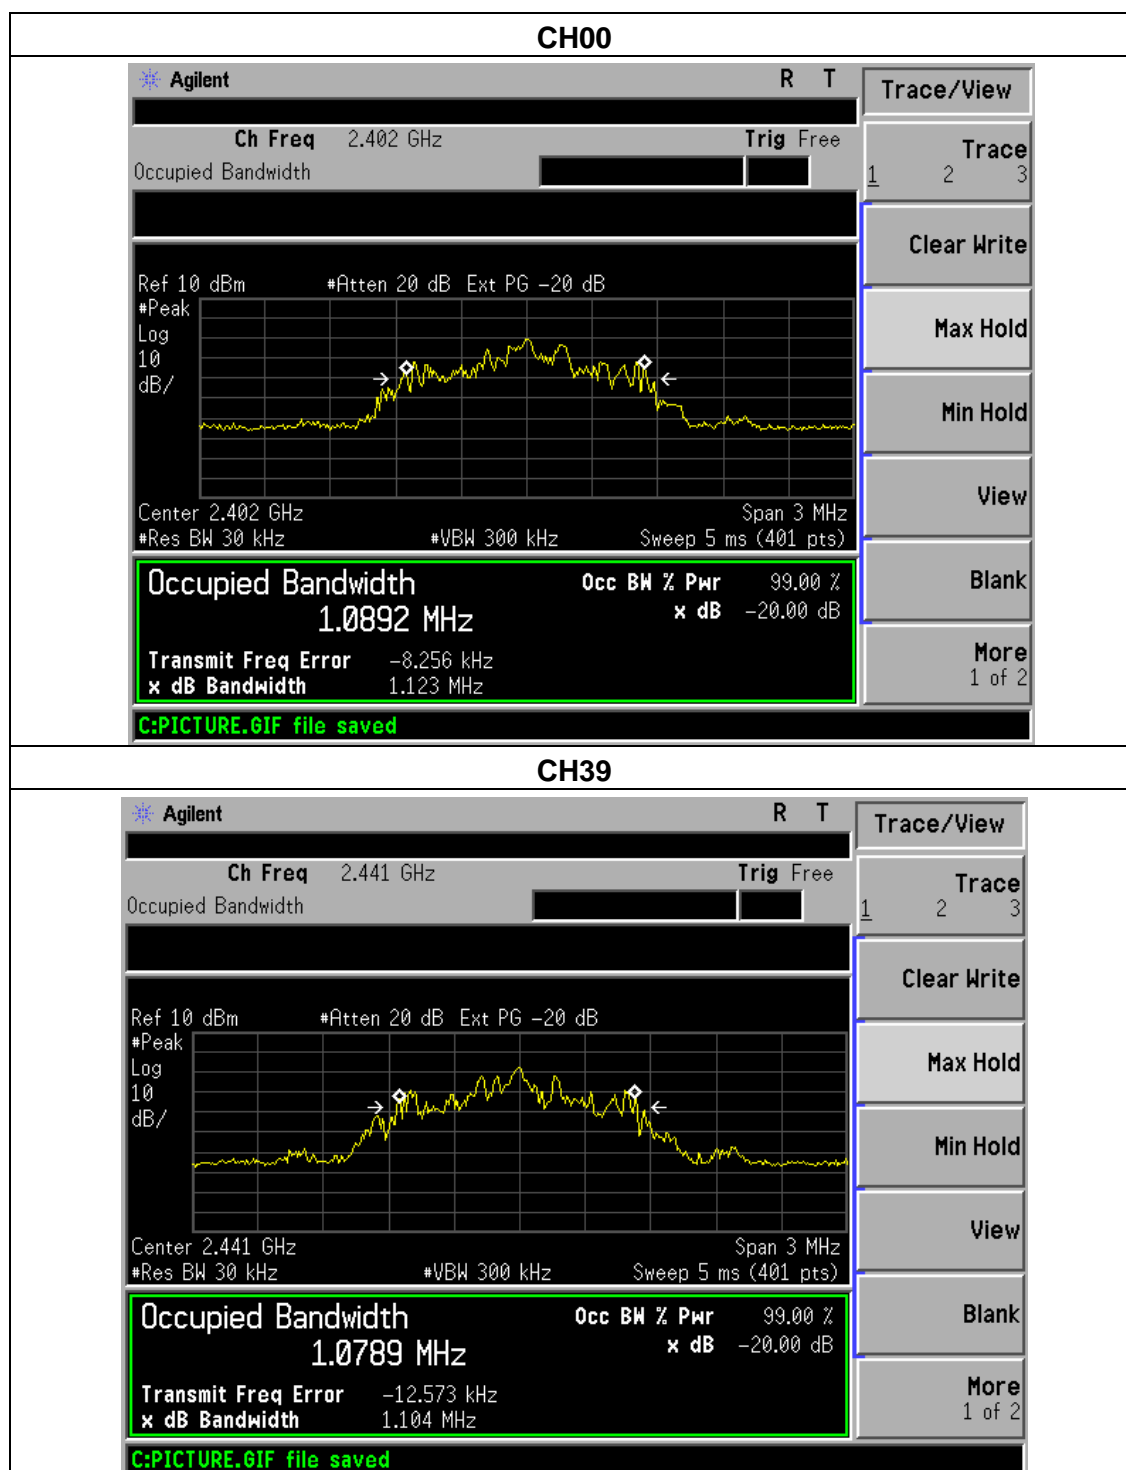 CH00
Agilent R T Trace/View
Ch Freq 2.402 GHz Trig Free
Occupied Bandwidth
Trace
1 2 3
Clear Write
Ref 10 dBm #Atten 20 dB Ext PG -20 dB
#Peak
Log
10
dB/
Max Hold
Min Hold
View
Center 2.402 GHz Span 3 MHz
#Res BW 30 kHz #VBW 300 kHz Sweep 5 ms (401 pts)
Occupied Bandwidth Occ BW % Pwr 99.00 %
1.0892 MHz x dB -20.00 dB
Blank
Transmit Freq Error -8.256 kHz
x dB Bandwidth 1.123 MHz
More
1 of 2
C:PICTURE.GIF file saved
CH39
Agilent R T Trace/View
Ch Freq 2.441 GHz Trig Free
Occupied Bandwidth
Trace
1 2 3
Clear Write
Ref 10 dBm #Atten 20 dB Ext PG -20 dB
#Peak
Log
10
dB/
Max Hold
Min Hold
View
Center 2.441 GHz Span 3 MHz
#Res BW 30 kHz #VBW 300 kHz Sweep 5 ms (401 pts)
Occupied Bandwidth Occ BW % Pwr 99.00 %
1.0789 MHz x dB -20.00 dB
Blank
Transmit Freq Error -12.573 kHz
x dB Bandwidth 1.104 MHz
More
1 of 2
C:PICTURE.GIF file saved